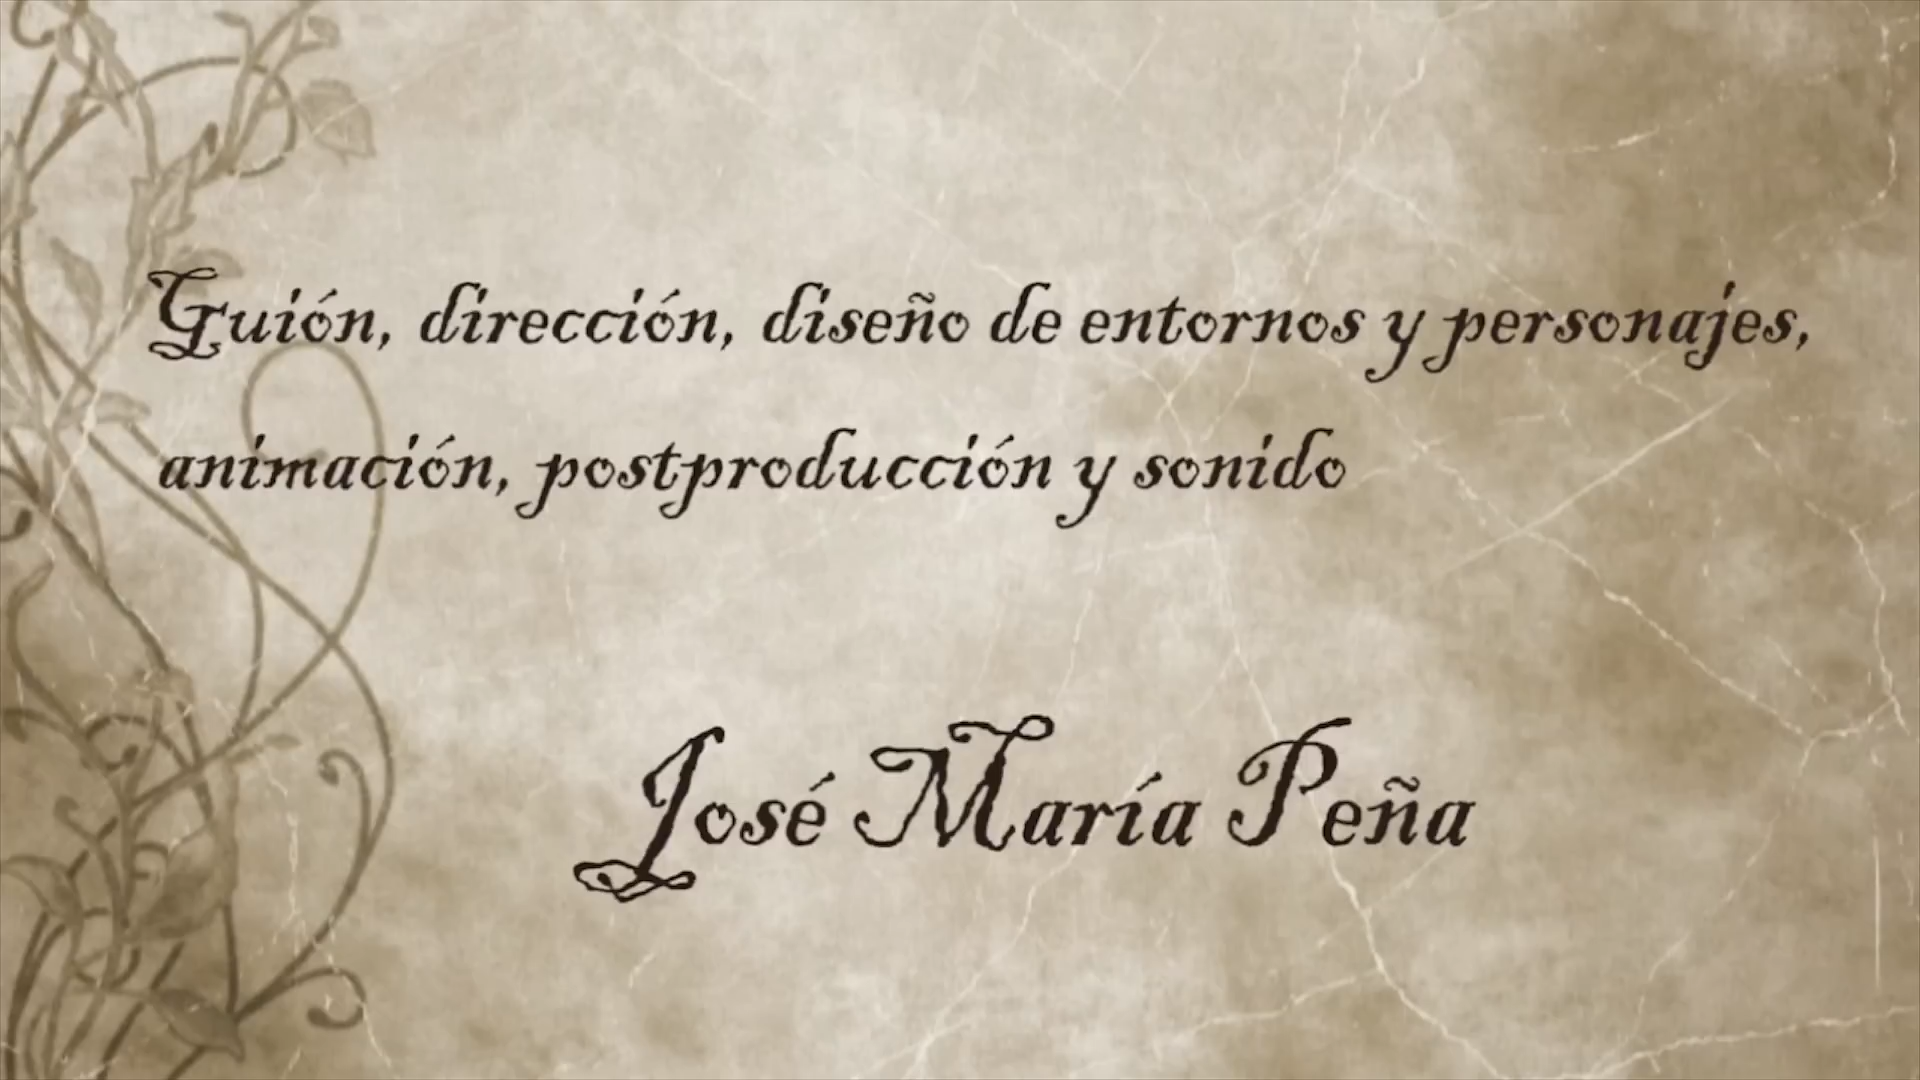 Guión, dirección, diseño de entornos y personajes,
animación, postproducción y sonido
José María Peña